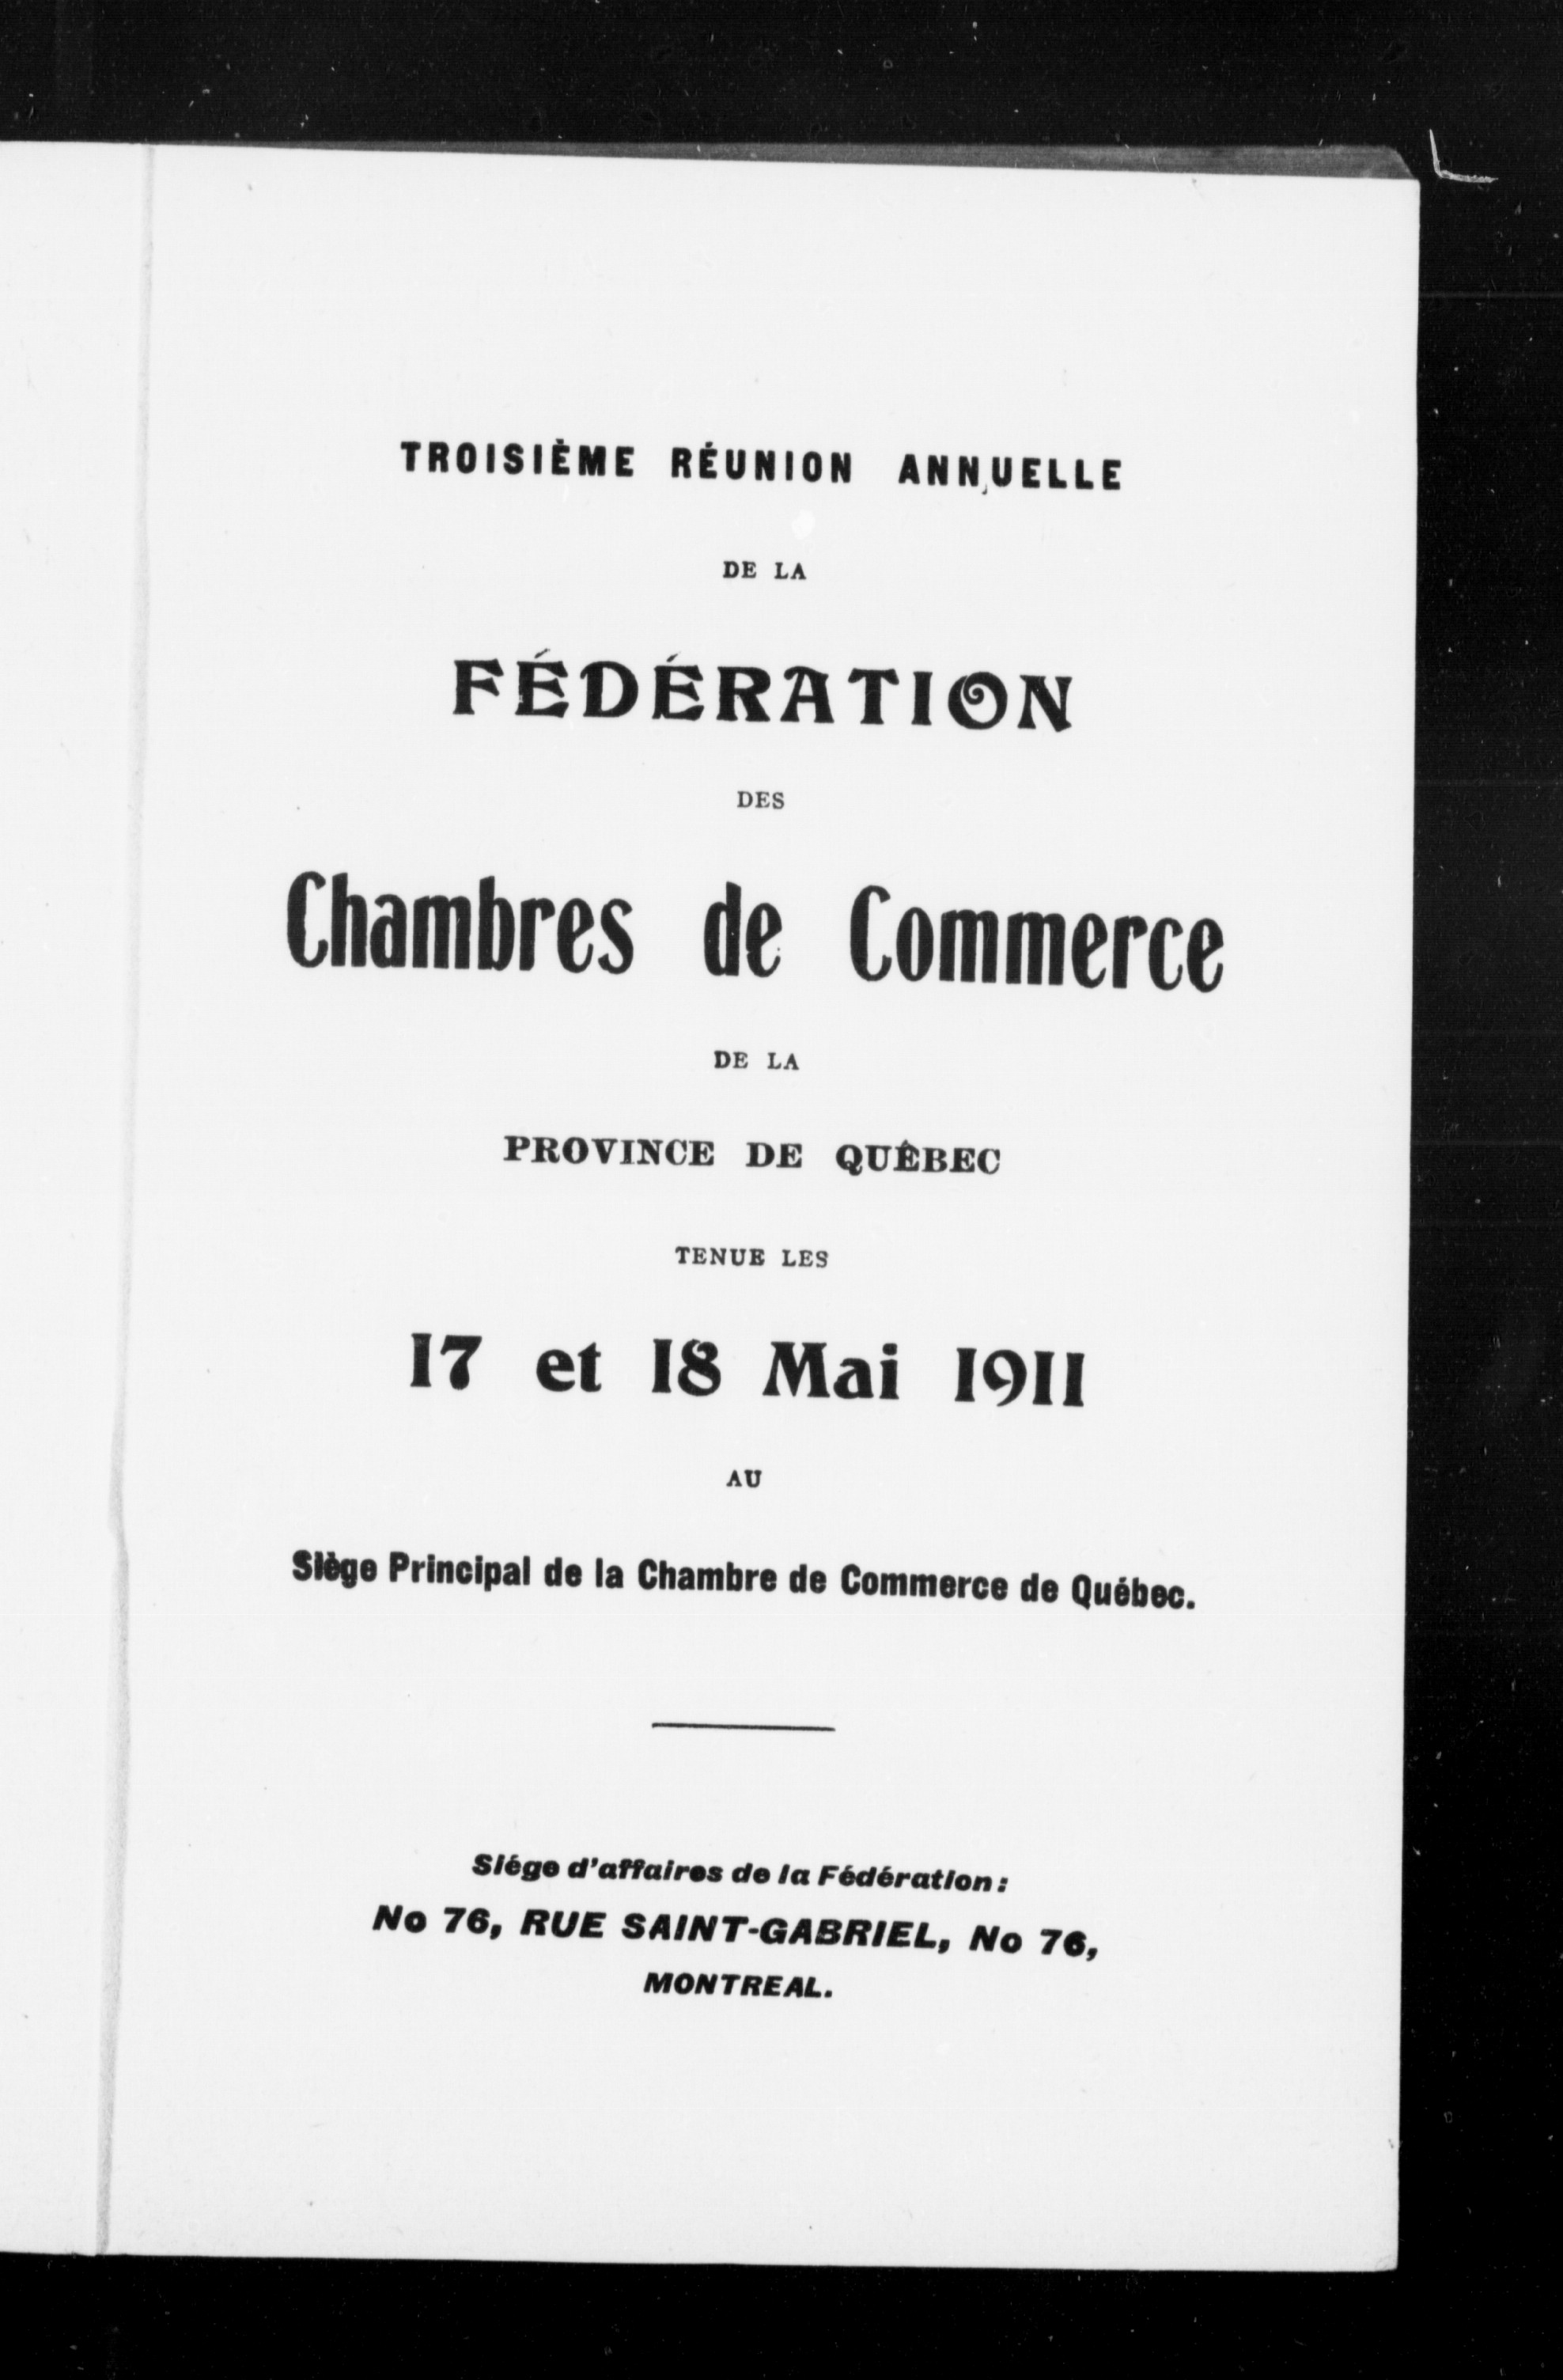 TROISIÈME RÉUNION ANNUELLE
DE LA
FÉDÉRATION
DES
Chambres de Commerce
DE LA
PROVINCE DE QUÊBEC
TENUE LES
17 et 18 Mai 1911
AU
Siège Principal de la Chambre de Commerce de Québec.
Siége d'affaires de la Fédération:
No 76, RUE SAINT-GABRIEL, No 76,
MONTREAL.